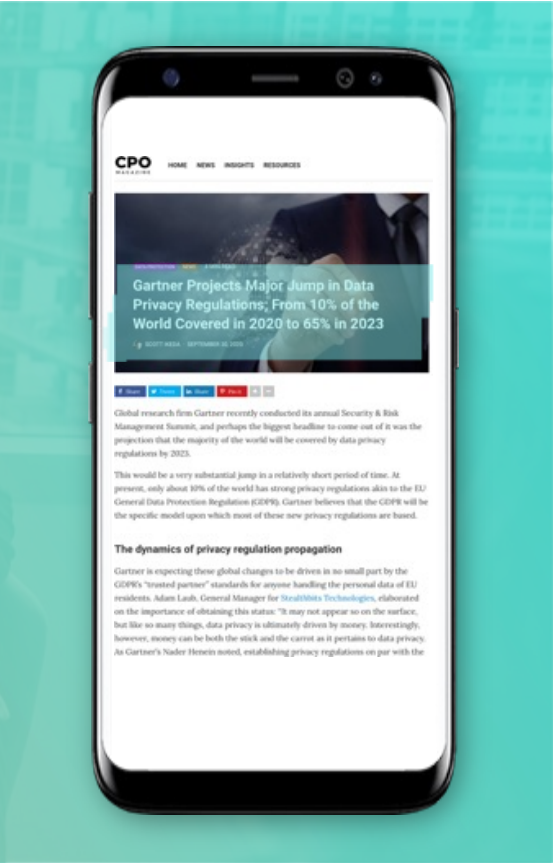 CPO
MAGAZINE
HOME NEWS INSIGHTS RESOURCES
DATA PROTECTION NEWS
Gartner Projects Major Jump in Data
Privacy Regulations; From 10% of the
World Covered in 2020 to 65% in 2023
SCOTT IKEDA · SEPTEMBER 30, 2020
Share Tweet Share Pin it
Global research firm Gartner recently conducted its annual Security & Risk
Management Summit, and perhaps the biggest headline to come out of it was the
projection that the majority of the world will be covered by data privacy
regulations by 2023.
This would be a very substantial jump in a relatively short period of time. At
present, only about 10% of the world has strong privacy regulations akin to the EU
General Data Protection Regulation (GDPR). Gartner believes that the GDPR will be
the specific model upon which most of these new privacy regulations are based.
The dynamics of privacy regulation propagation
Gartner is expecting these global changes to be driven in no small part by the
GDPR's "trusted partner" standards for anyone handling the personal data of EU
residents. Adam Laub, General Manager for Stealthbits Technologies, elaborated
on the importance of obtaining this status: "It may not appear so on the surface,
but like so many things, data privacy is ultimately driven by money. Interestingly,
however, money can be both the stick and the carrot as it pertains to data privacy.
As Gartner's Nader Henein noted, establishing privacy regulations on par with the